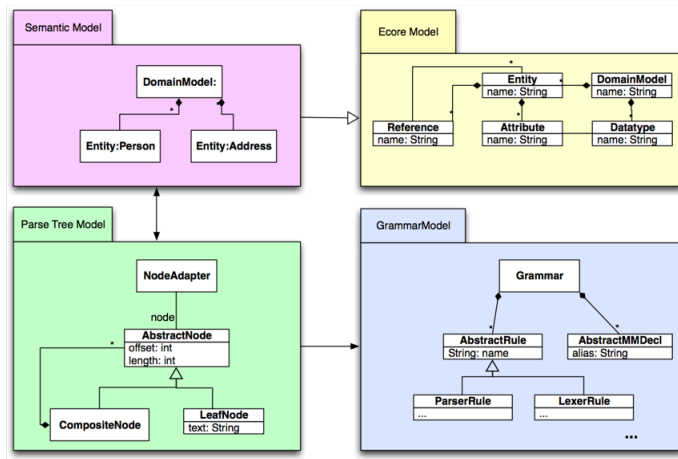 Semantic Model
DomainModel:
*
*
Entity:Person
Entity:Address
Ecore Model
*
Entity
name: String
*
DomainModel
name: String
*
*
*
Reference
name: String
Attribute
name: String
Datatype
name: String
Parse Tree Model
NodeAdapter
node
*
AbstractNode
offset: int
length: int
CompositeNode
LeafNode
text: String
GrammarModel
Grammar
*
*
AbstractRule
String: name
AbstractMMDecl
alias: String
ParserRule
...
LexerRule
...
...